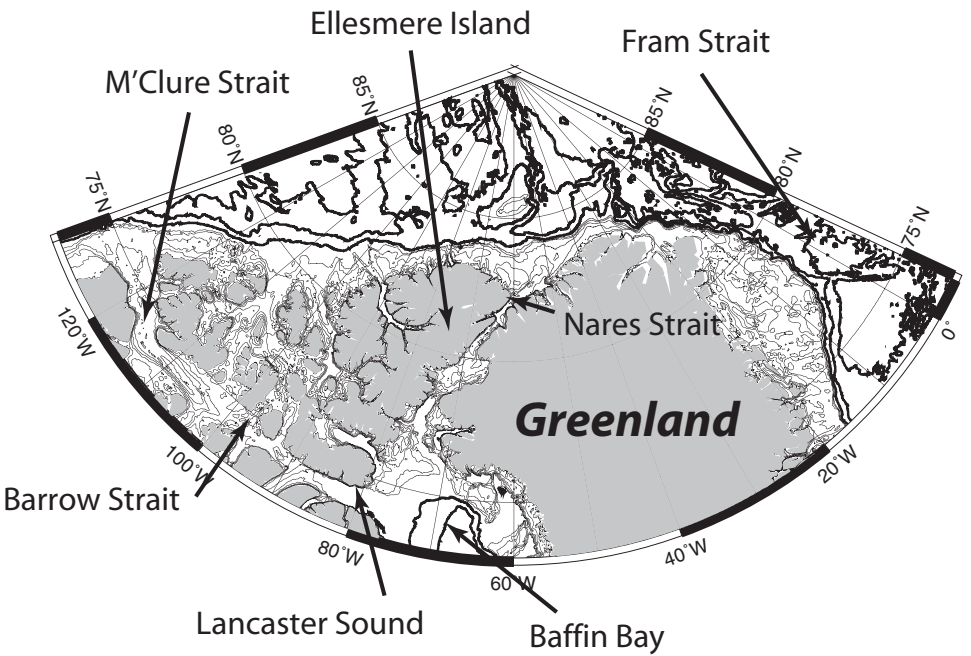 Ellesmere Island
Fram Strait
M'Clure Strait
85˚N
85˚N
80˚N
80˚N
75˚N
75˚N
120˚W
0˚
Nares Strait
Greenland
100˚W
20˚W
Barrow Strait
80˚W
40˚W
60˚W
Lancaster Sound
Baffin Bay